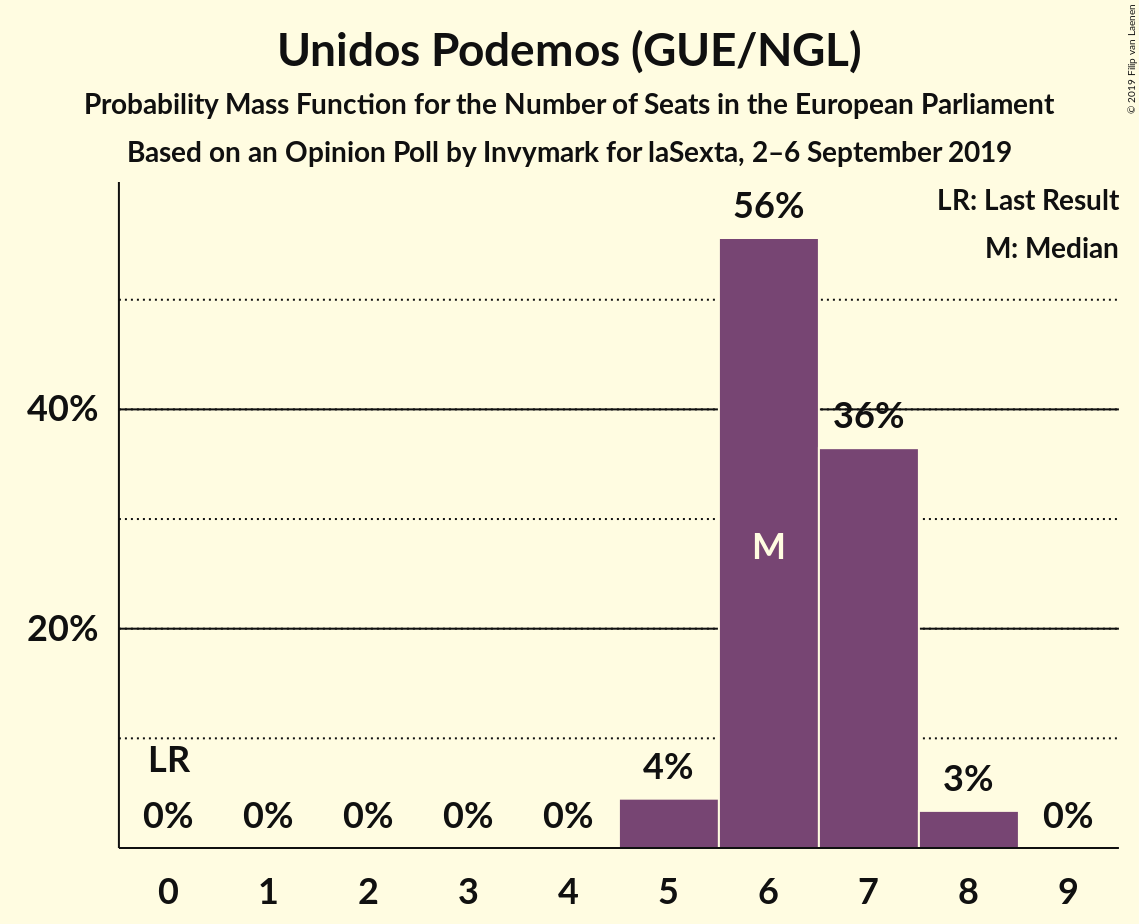 Unidos Podemos (GUE/NGL)
Probability Mass Function for the Number of Seats in the European Parliament
Based on an Opinion Poll by Invymark for laSexta, 2–6 September 2019
© 2019 Filip van Laenen
LR: Last Result
M: Median
56%
40%
36%
M
20%
LR
4%
3%
0% 0% 0% 0% 0% 0%
0 1 2 3 4 5 6 7 8 9